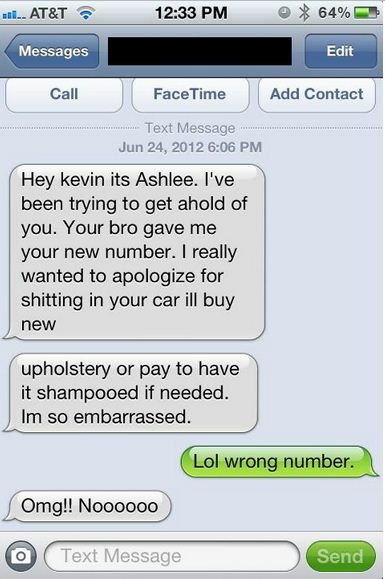 AT&T 12:33 PM 64%
Messages Edit
Call FaceTime Add Contact
Text Message
Jun 24, 2012 6:06 PM
Hey kevin its Ashlee. I've
been trying to get ahold of
you. Your bro gave me
your new number. I really
wanted to apologize for
shitting in your car ill buy
new
upholstery or pay to have
it shampooed if needed.
Im so embarrassed.
Lol wrong number.
Omg!! Noooooo
Text Message Send